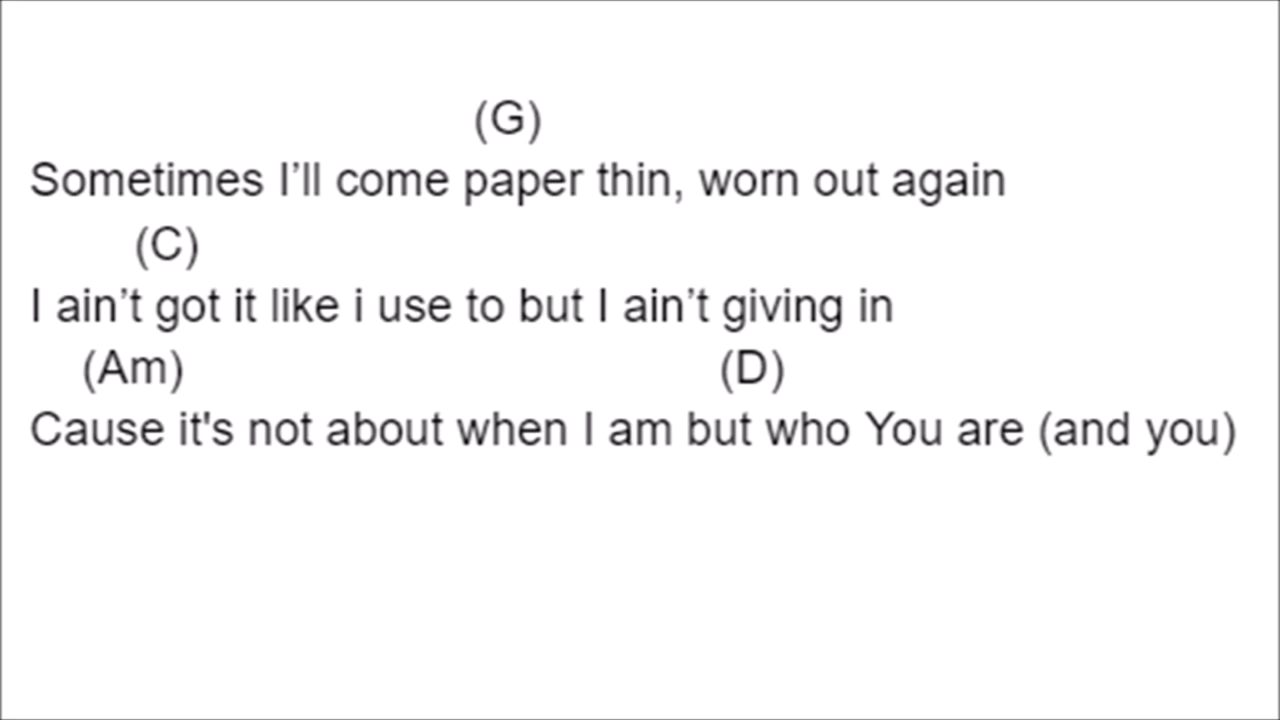 (G)
Sometimes I’ll come paper thin, worn out again
(C)
I ain’t got it like i use to but I ain’t giving in
(Am) (D)
Cause it's not about when I am but who You are (and you)